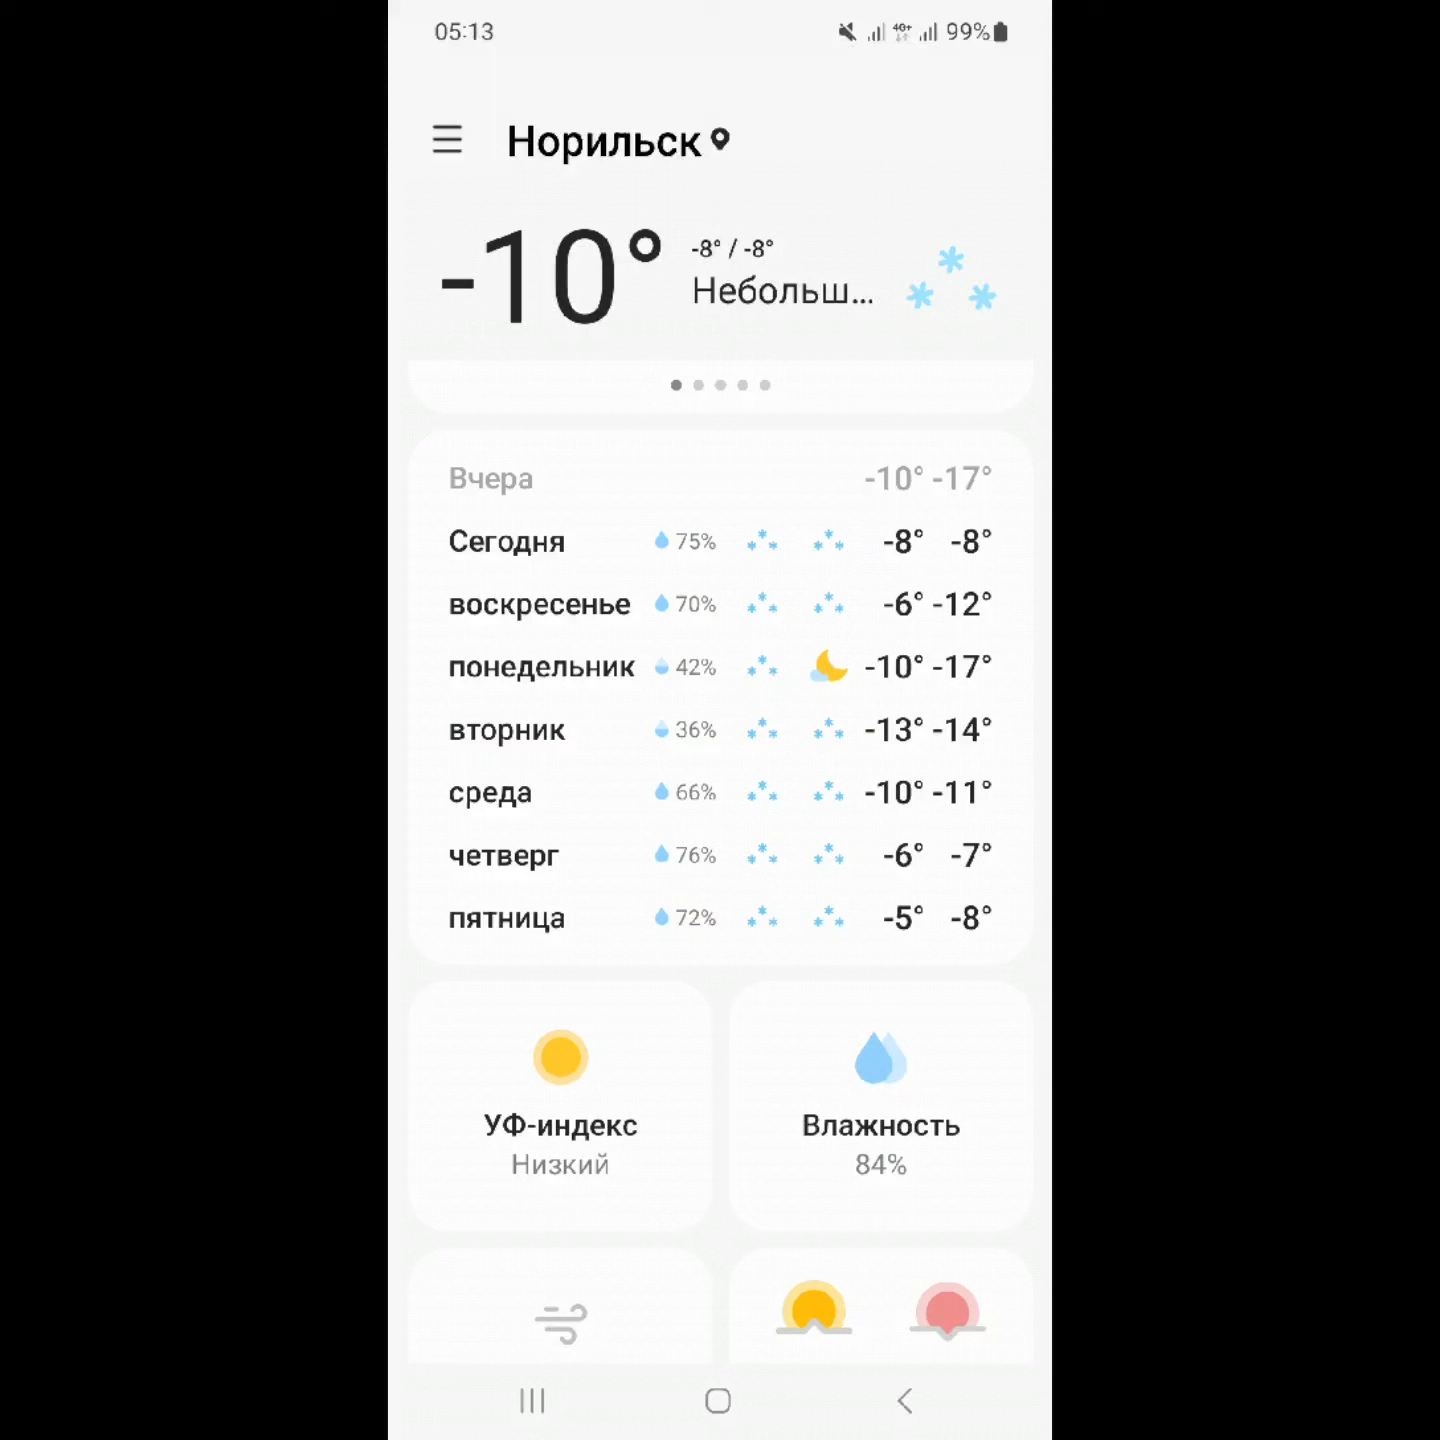 05:13 4G+ 99%
Норильск
-10° -8° / -8°
Небольш...
Вчера -10° -17°
Сегодня 75% -8° -8°
воскресенье 70% -6° -12°
понедельник 42% -10° -17°
вторник 36% -13° -14°
среда 66% -10° -11°
четверг 76% -6° -7°
пятница 72% -5° -8°
УФ-индекс
Низкий
Влажность
84%